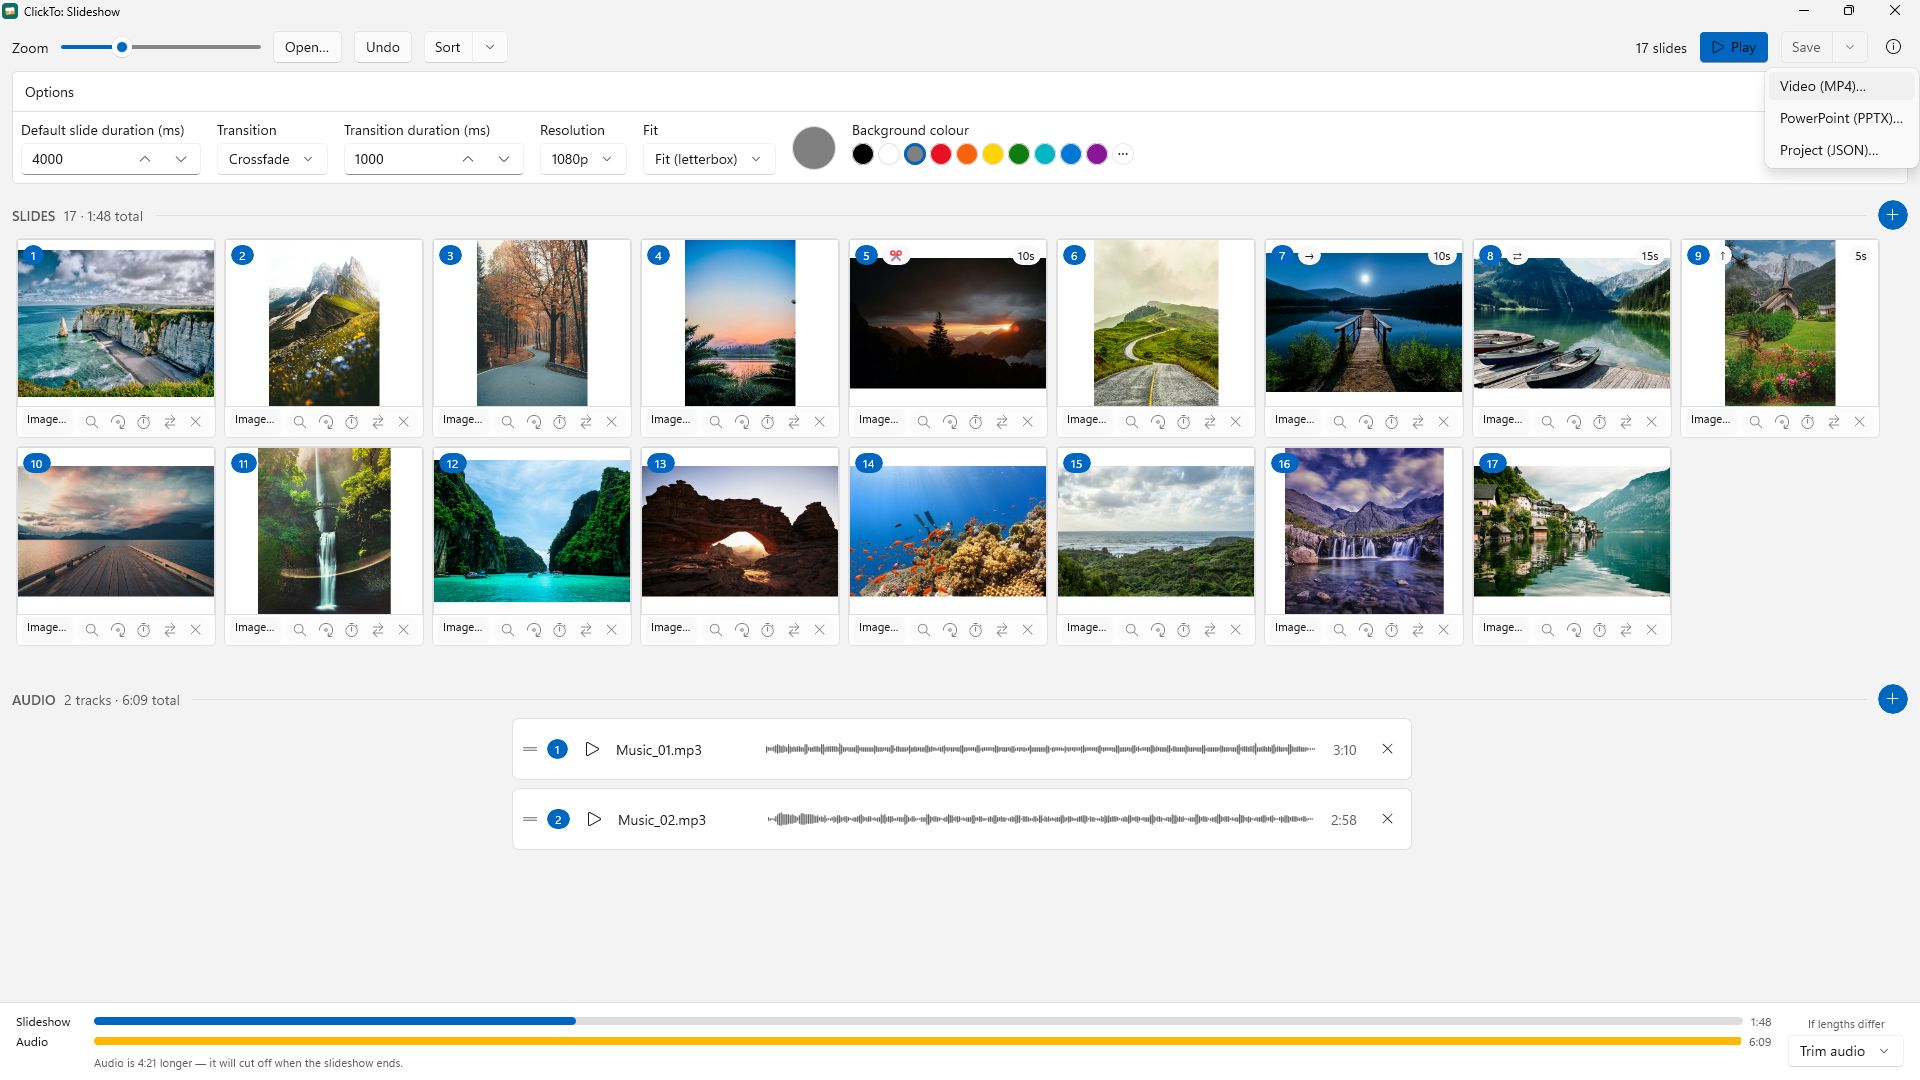 ClickTo: Slideshow
Zoom Open... Undo Sort 17 slides Play Save
Video (MP4)...
PowerPoint (PPTX)...
Project (JSON)...
Options
Default slide duration (ms) Transition Transition duration (ms) Resolution Fit Background colour
4000 Crossfade 1000 1080p Fit (letterbox) ...
SLIDES 17 · 1:48 total
1 2 3 4 5 10s 6 7 10s 8 15s 9 5s
Image... Image... Image... Image... Image... Image... Image... Image... Image...
10 11 12 13 14 15 16 17
Image... Image... Image... Image... Image... Image... Image... Image...
AUDIO 2 tracks · 6:09 total
1 Music_01.mp3 3:10
2 Music_02.mp3 2:58
Slideshow 1:48 If lengths differ
Audio 6:09 Trim audio
Audio is 4:21 longer — it will cut off when the slideshow ends.